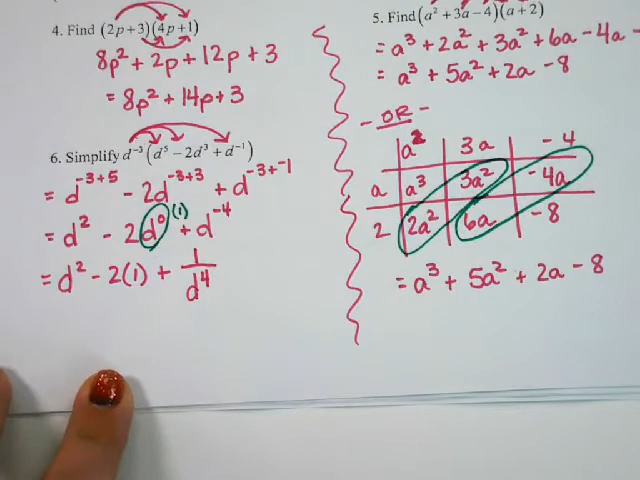 4. Find (2p+3)(4p+1)
8p² + 2p + 12p + 3
= 8p² + 14p + 3
6. Simplify d⁻³(d⁵ − 2d³ + d⁻¹)
= d⁻³⁺⁵ − 2d⁻³⁺³ + d⁻³⁺⁻¹
= d² − 2d⁰ (1) + d⁻⁴
= d² − 2(1) + 1/d⁴
5. Find (a² + 3a − 4)(a + 2)
= a³ + 2a² + 3a² + 6a − 4a −
= a³ + 5a² + 2a − 8
- OR -
a² 3a −4
a a³ 3a² −4a
2 2a² 6a −8
= a³ + 5a² + 2a − 8